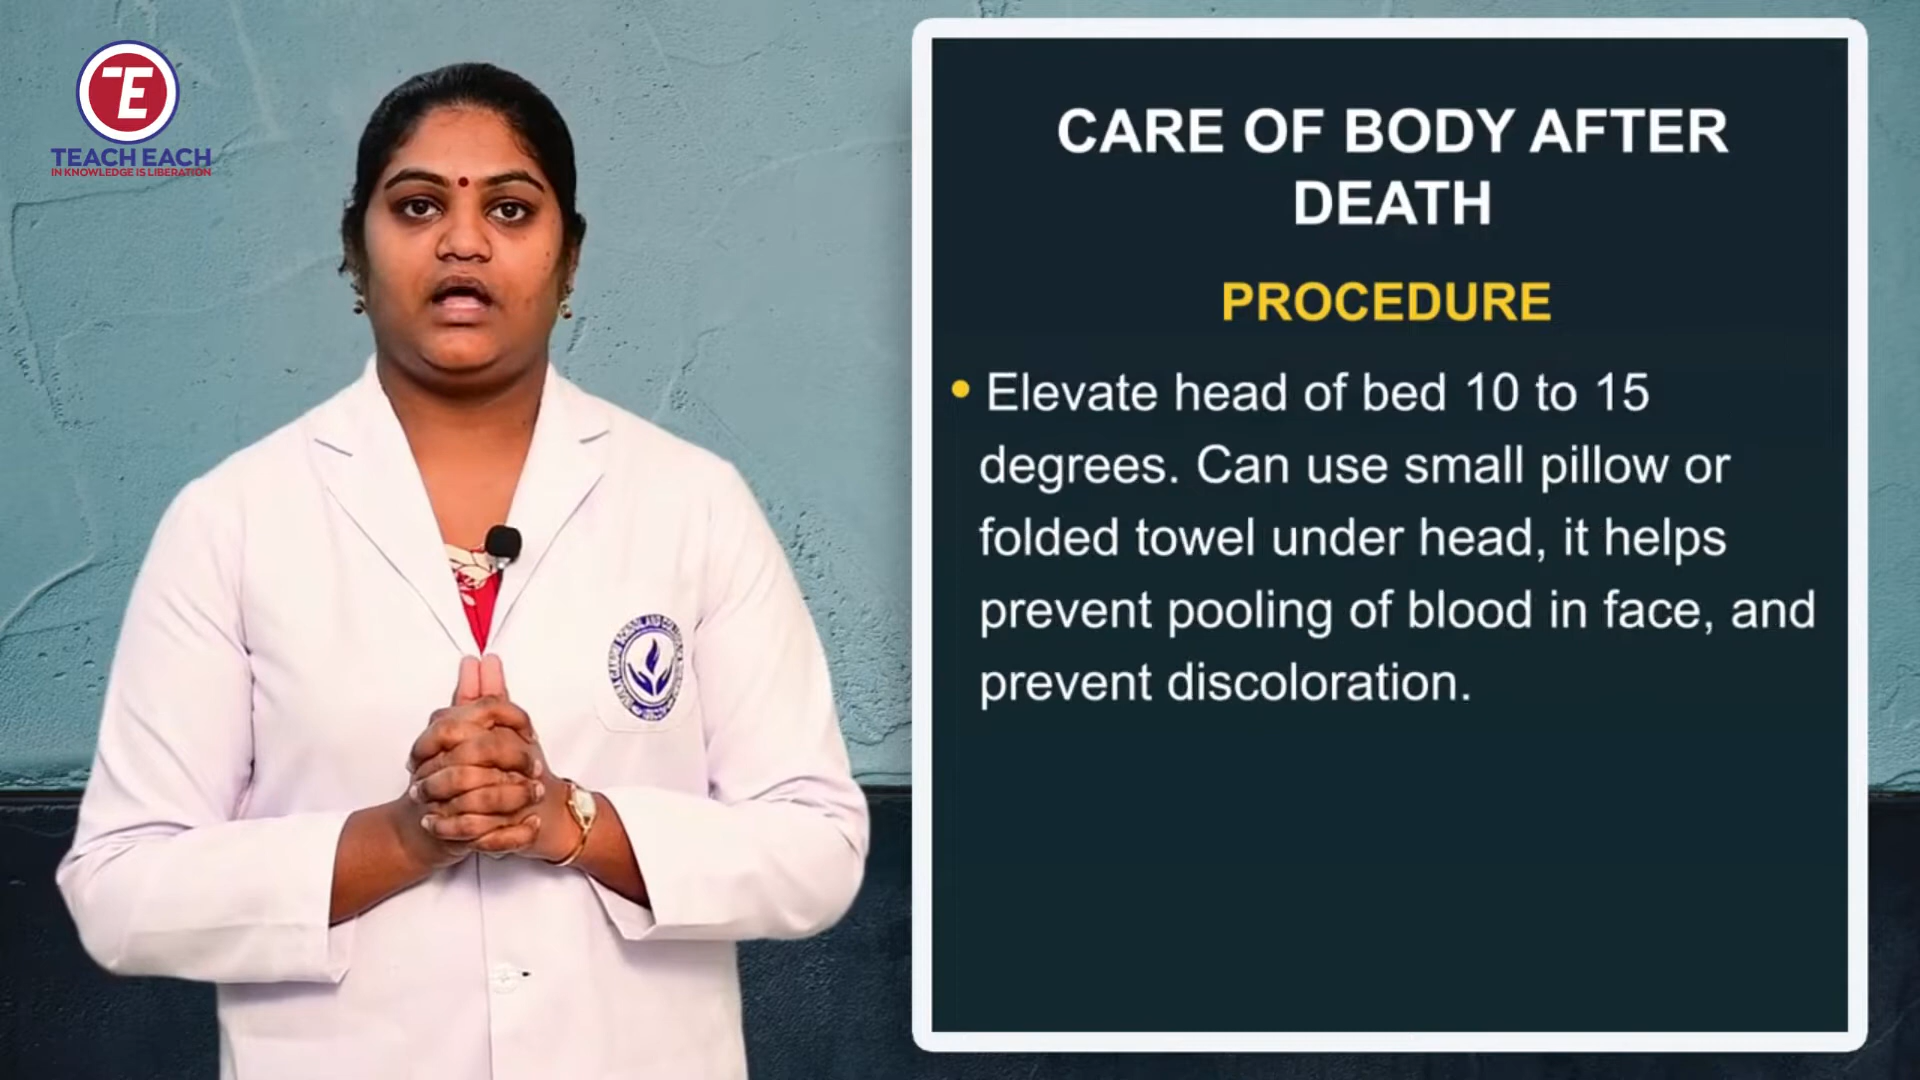 TE
TEACH EACH
IN KNOWLEDGE IS LIBERATION
CARE OF BODY AFTER
DEATH
PROCEDURE
• Elevate head of bed 10 to 15
degrees. Can use small pillow or
folded towel under head, it helps
prevent pooling of blood in face, and
prevent discoloration.